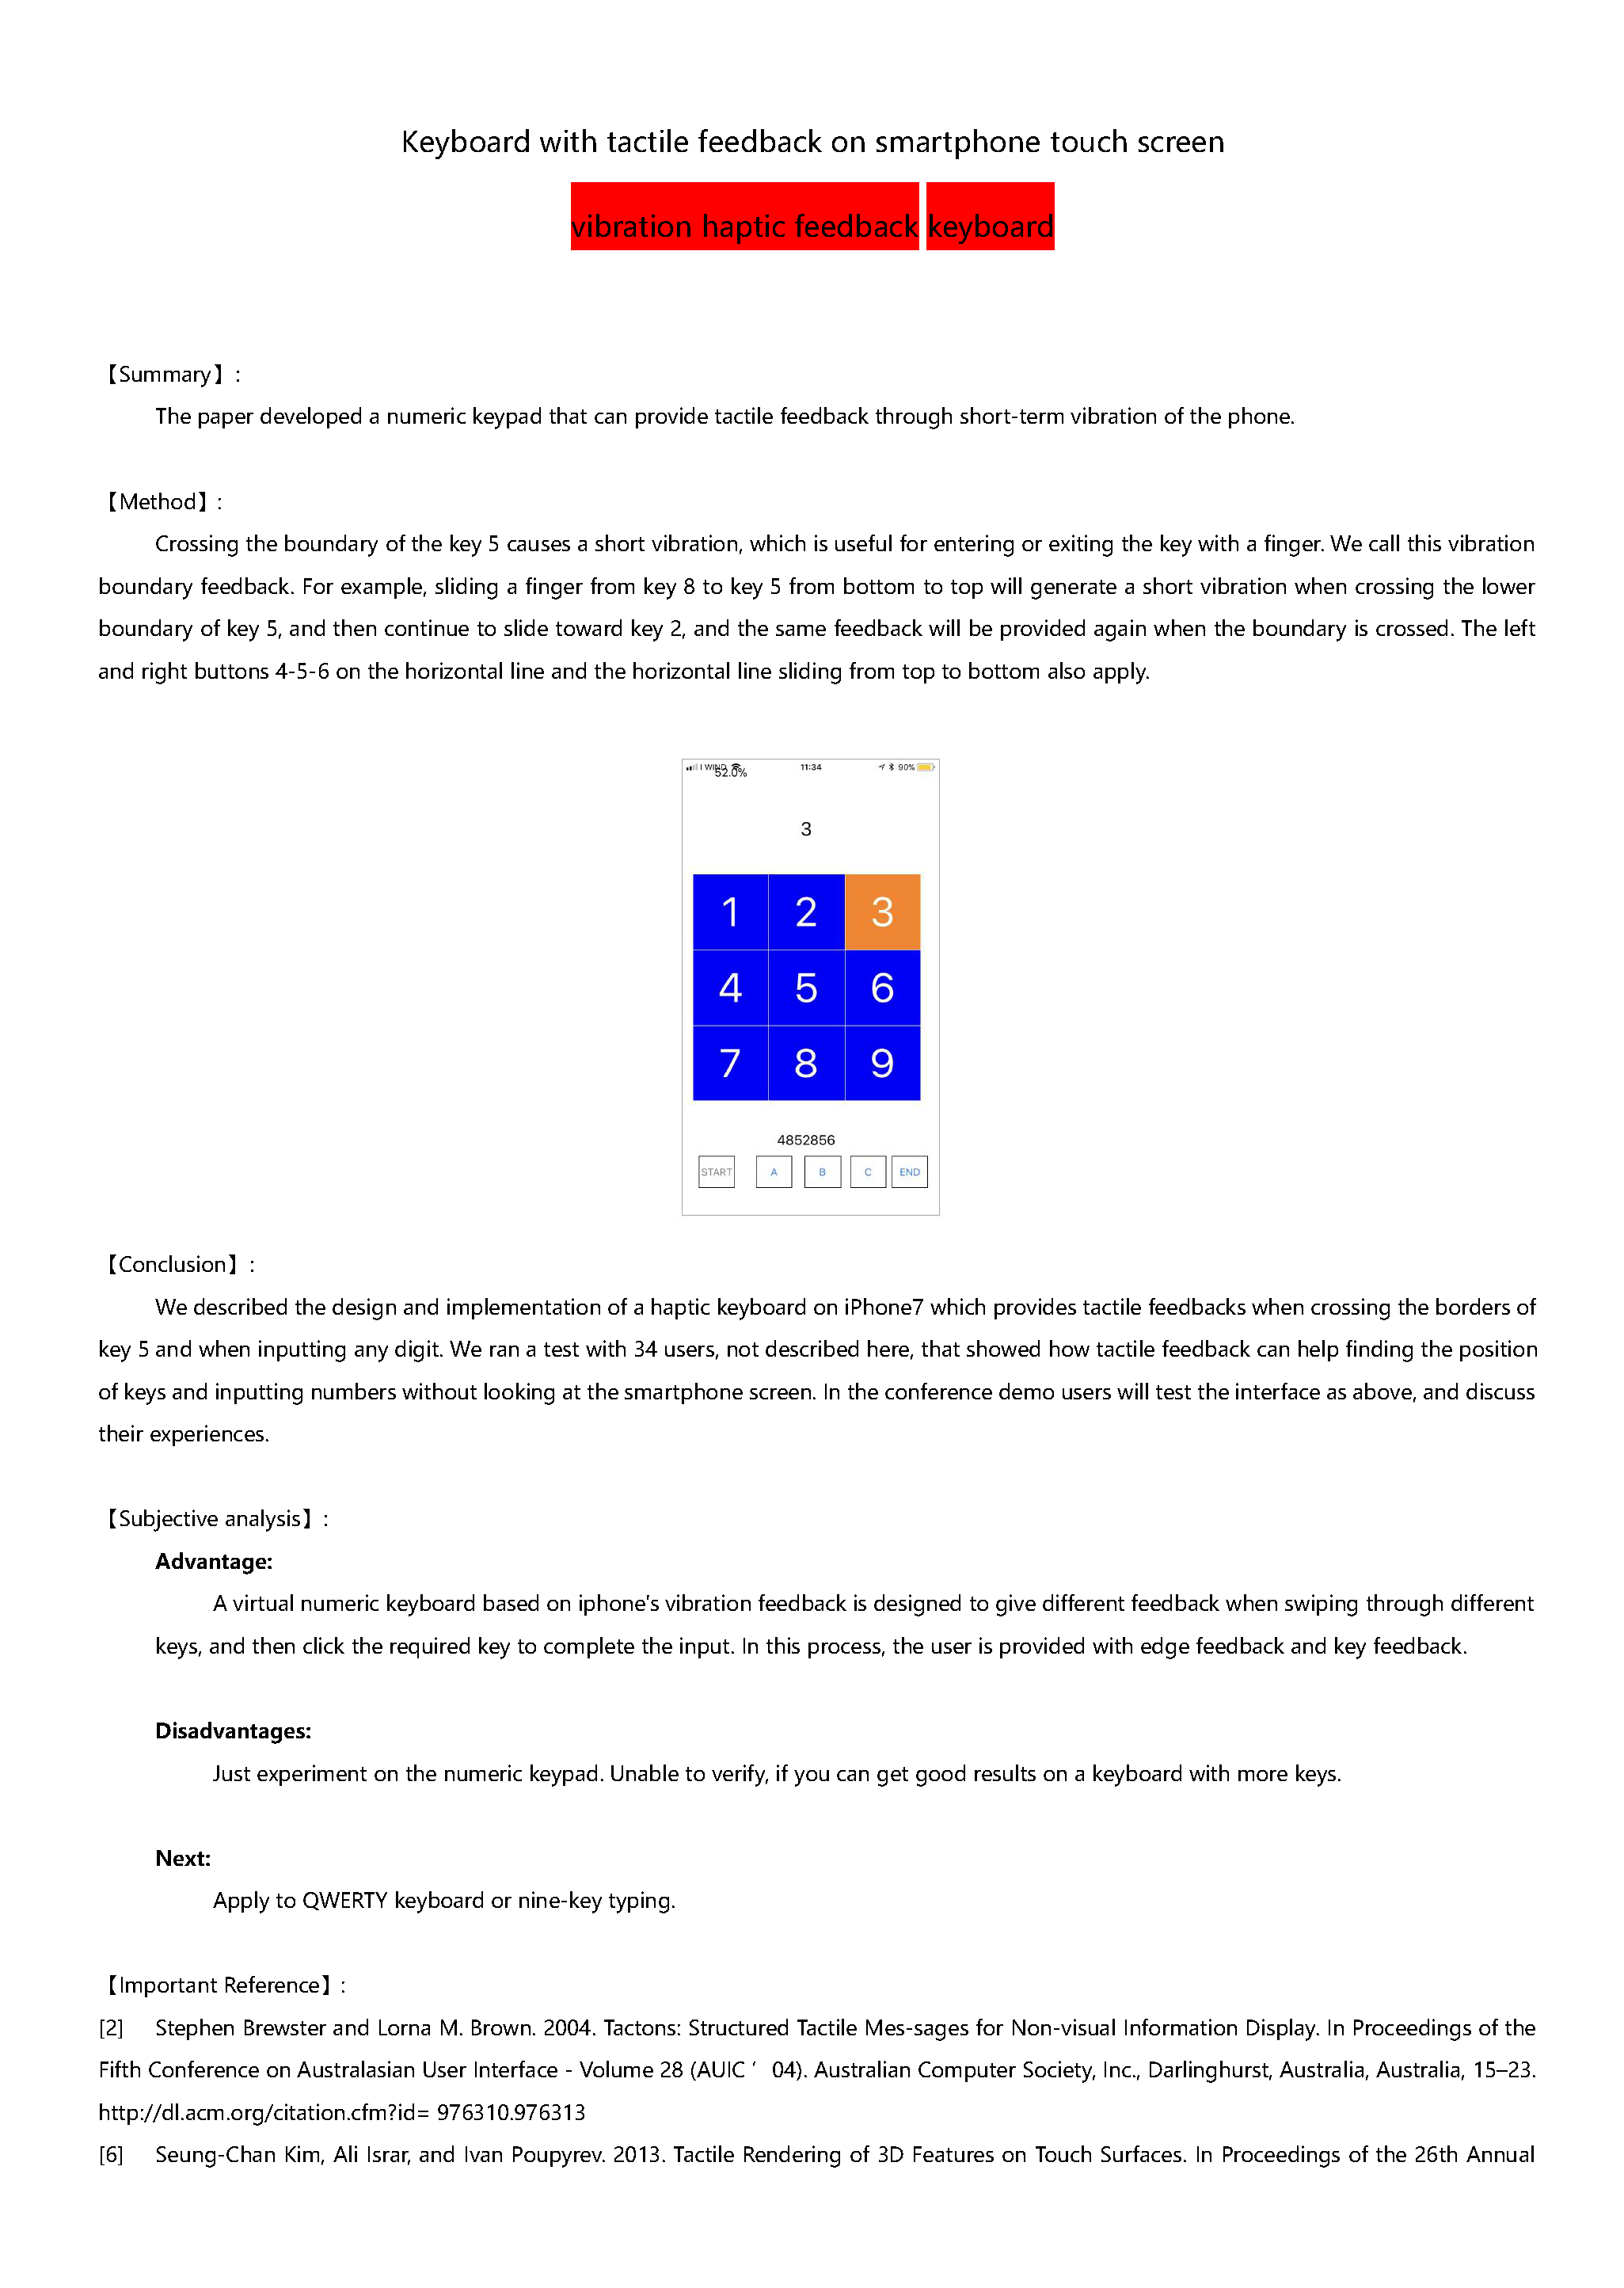 Keyboard with tactile feedback on smartphone touch screen
vibration haptic feedback keyboard
【Summary】:
The paper developed a numeric keypad that can provide tactile feedback through short-term vibration of the phone.
【Method】:
Crossing the boundary of the key 5 causes a short vibration, which is useful for entering or exiting the key with a finger. We call this vibration
boundary feedback. For example, sliding a finger from key 8 to key 5 from bottom to top will generate a short vibration when crossing the lower
boundary of key 5, and then continue to slide toward key 2, and the same feedback will be provided again when the boundary is crossed. The left
and right buttons 4-5-6 on the horizontal line and the horizontal line sliding from top to bottom also apply.
I WIND 11:34 90%
52.0%
3
1 2 3
4 5 6
7 8 9
4852856
START A B C END
【Conclusion】:
We described the design and implementation of a haptic keyboard on iPhone7 which provides tactile feedbacks when crossing the borders of
key 5 and when inputting any digit. We ran a test with 34 users, not described here, that showed how tactile feedback can help finding the position
of keys and inputting numbers without looking at the smartphone screen. In the conference demo users will test the interface as above, and discuss
their experiences.
【Subjective analysis】:
Advantage:
A virtual numeric keyboard based on iphone's vibration feedback is designed to give different feedback when swiping through different
keys, and then click the required key to complete the input. In this process, the user is provided with edge feedback and key feedback.
Disadvantages:
Just experiment on the numeric keypad. Unable to verify, if you can get good results on a keyboard with more keys.
Next:
Apply to QWERTY keyboard or nine-key typing.
【Important Reference】:
[2] Stephen Brewster and Lorna M. Brown. 2004. Tactons: Structured Tactile Mes-sages for Non-visual Information Display. In Proceedings of the
Fifth Conference on Australasian User Interface - Volume 28 (AUIC ' 04). Australian Computer Society, Inc., Darlinghurst, Australia, Australia, 15–23.
http://dl.acm.org/citation.cfm?id= 976310.976313
[6] Seung-Chan Kim, Ali Israr, and Ivan Poupyrev. 2013. Tactile Rendering of 3D Features on Touch Surfaces. In Proceedings of the 26th Annual